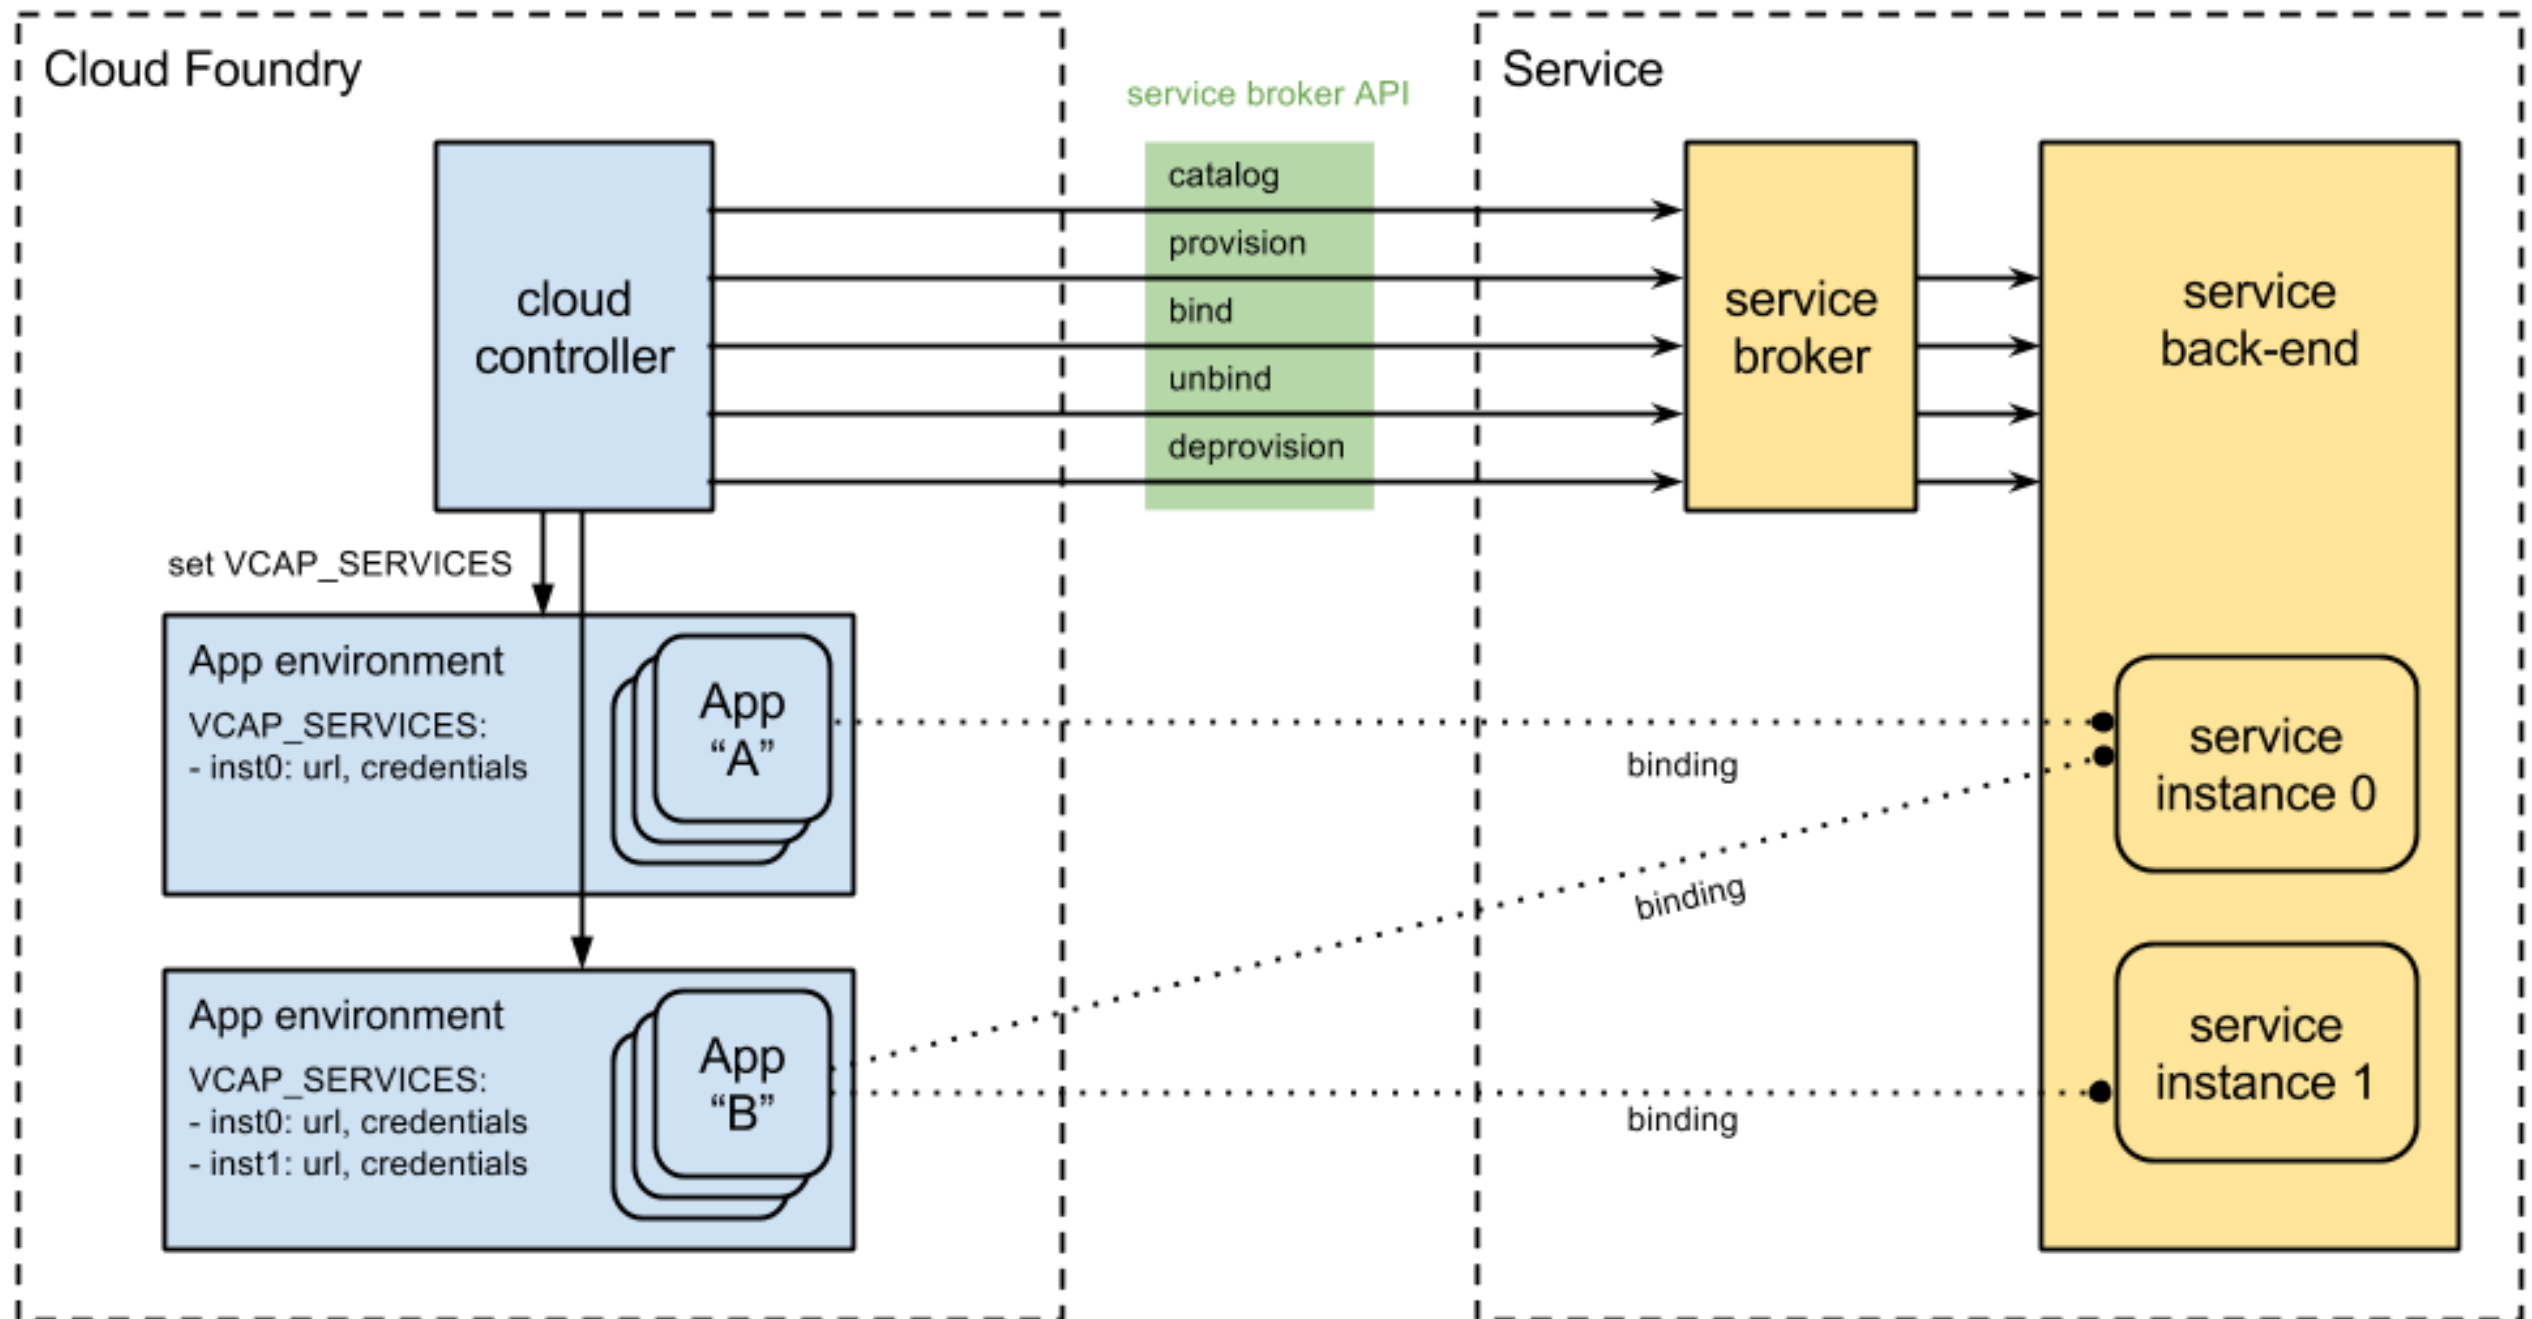 Cloud Foundry
service broker API
Service
catalog
provision
bind
unbind
deprovision
cloud
controller
service
broker
service
back-end
set VCAP_SERVICES
App environment
VCAP_SERVICES:
- inst0: url, credentials
App
“A”
binding
service
instance 0
binding
App environment
VCAP_SERVICES:
- inst0: url, credentials
- inst1: url, credentials
App
“B”
binding
service
instance 1